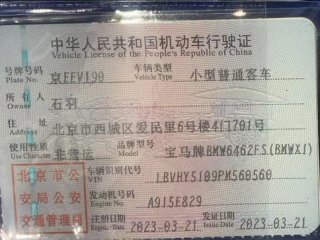 中华人民共和国机动车行驶证
Vehicle License of the People's Republic of China
号牌号码 Plate No. 京FFV190 车辆类型 Vehicle Type 小型普通客车
所有人 Owner 石羽
住址 Address 北京市西城区爱民里6号楼4门701号
使用性质 Use Character 非营运 品牌型号 Model 宝马牌BMW6462FS(BMWX1)
北京市公安局公安交通管理局
车辆识别代号 VIN LBVHY5109PM560560
发动机号码 Engine No. A915E829
注册日期 Register Date 2023-03-21 发证日期 Issue Date 2023-03-21